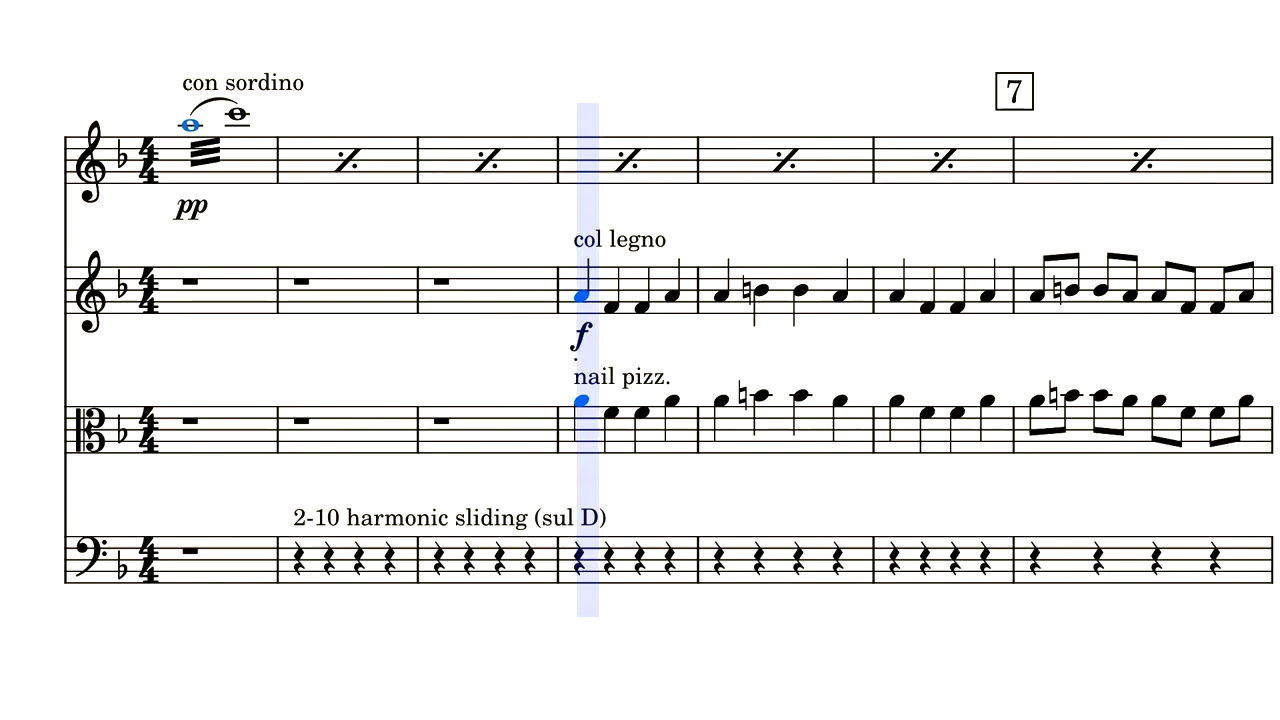 con sordino
7
pp
col legno
f
nail pizz.
2-10 harmonic sliding (sul D)